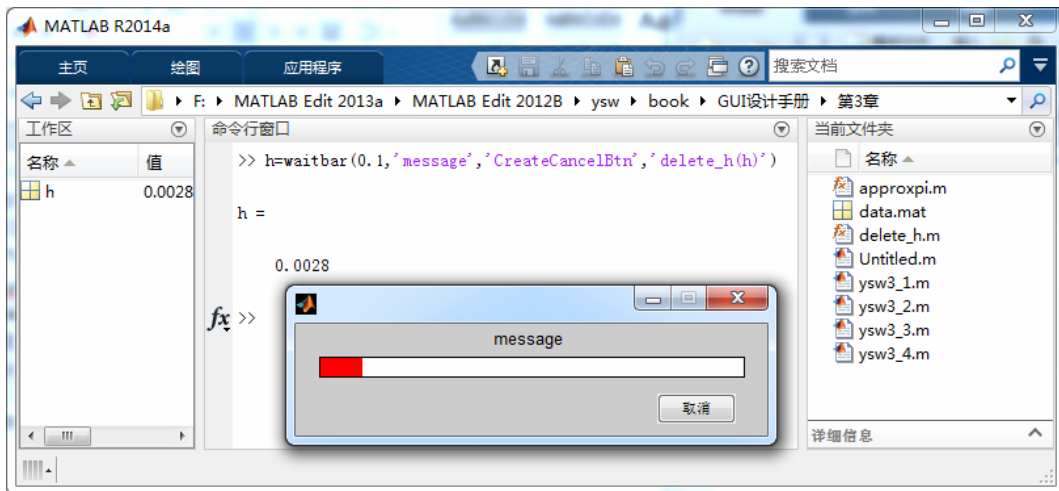 MATLAB R2014a
主页 绘图 应用程序 搜索文档
F: MATLAB Edit 2013a MATLAB Edit 2012B ysw book GUI设计手册 第3章
工作区 命令行窗口 当前文件夹
名称 值 >> h=waitbar(0.1,'message','CreateCancelBtn','delete_h(h)') 名称
h 0.0028 approxpi.m
h = data.mat
delete_h.m
0.0028 Untitled.m
ysw3_1.m
fx >> ysw3_2.m
message ysw3_3.m
ysw3_4.m
取消
详细信息